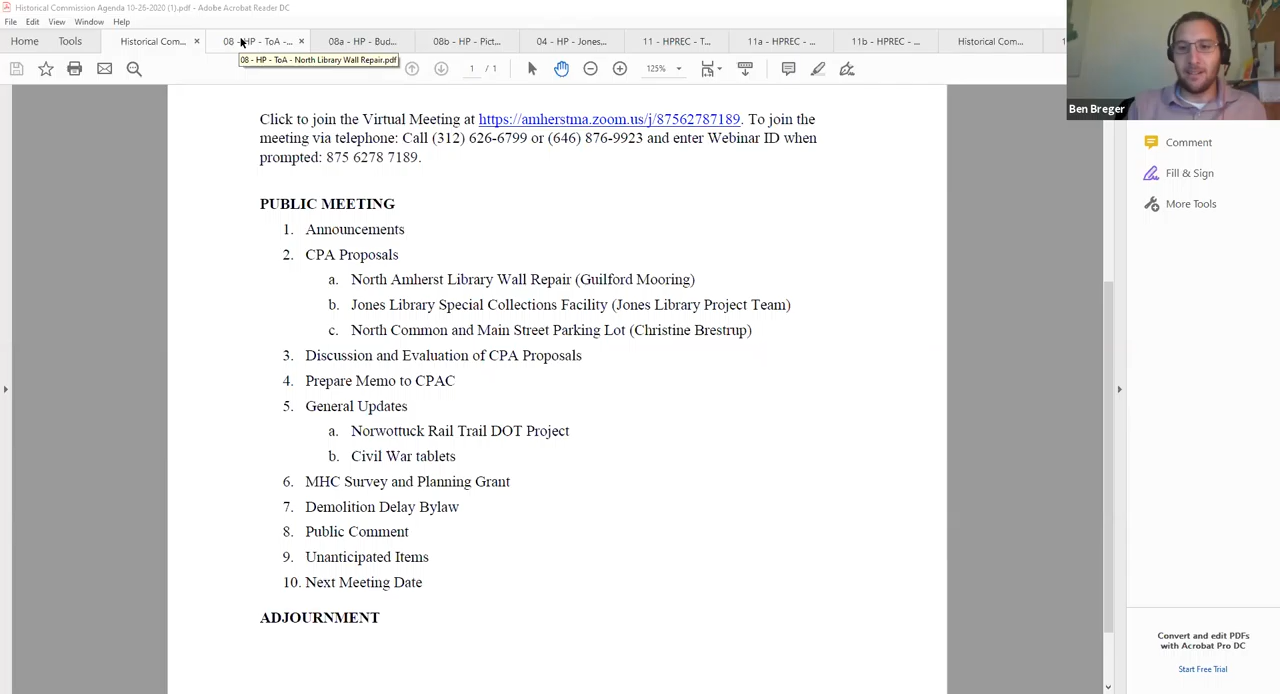 Historical Commission Agenda 10-26-2020 (1).pdf - Adobe Acrobat Reader DC
File Edit View Window Help
Home Tools Historical Com... × 08 - HP - ToA -... × 08a - HP - Bud... 08b - HP - Pict... 04 - HP - Jones... 11 - HPREC - T... 11a - HPREC - ... 11b - HPREC - ... Historical Com...
08 - HP - ToA - North Library Wall Repair.pdf
1 / 1 125%
Ben Breger
Click to join the Virtual Meeting at https://amherstma.zoom.us/j/87562787189. To join the
meeting via telephone: Call (312) 626-6799 or (646) 876-9923 and enter Webinar ID when
prompted: 875 6278 7189.
PUBLIC MEETING
1. Announcements
2. CPA Proposals
a. North Amherst Library Wall Repair (Guilford Mooring)
b. Jones Library Special Collections Facility (Jones Library Project Team)
c. North Common and Main Street Parking Lot (Christine Brestrup)
3. Discussion and Evaluation of CPA Proposals
4. Prepare Memo to CPAC
5. General Updates
a. Norwottuck Rail Trail DOT Project
b. Civil War tablets
6. MHC Survey and Planning Grant
7. Demolition Delay Bylaw
8. Public Comment
9. Unanticipated Items
10. Next Meeting Date
ADJOURNMENT
Comment
Fill & Sign
More Tools
Convert and edit PDFs
with Acrobat Pro DC
Start Free Trial